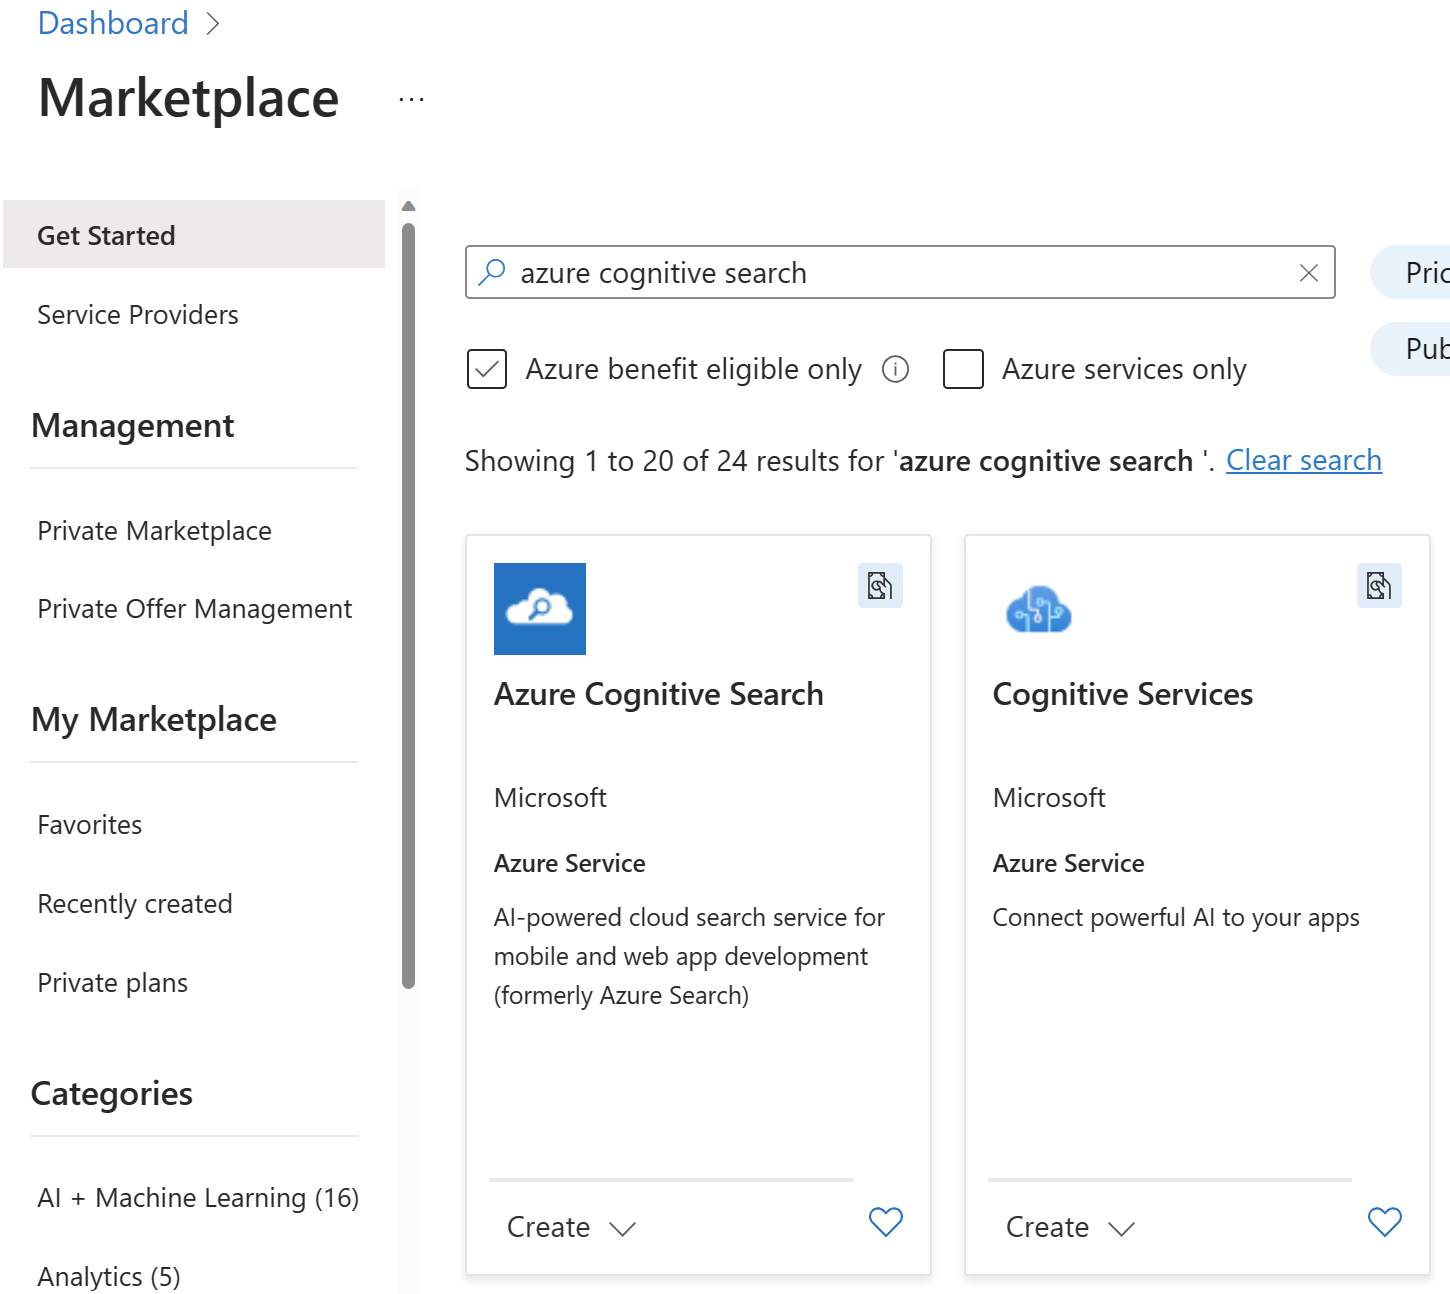 Dashboard
Marketplace ...
Get Started
Service Providers
Management
Private Marketplace
Private Offer Management
My Marketplace
Favorites
Recently created
Private plans
Categories
AI + Machine Learning (16)
Analytics (5)
azure cognitive search
Azure benefit eligible only
Azure services only
Showing 1 to 20 of 24 results for 'azure cognitive search '. Clear search
Azure Cognitive Search
Microsoft
Azure Service
AI-powered cloud search service for
mobile and web app development
(formerly Azure Search)
Create
Cognitive Services
Microsoft
Azure Service
Connect powerful AI to your apps
Create